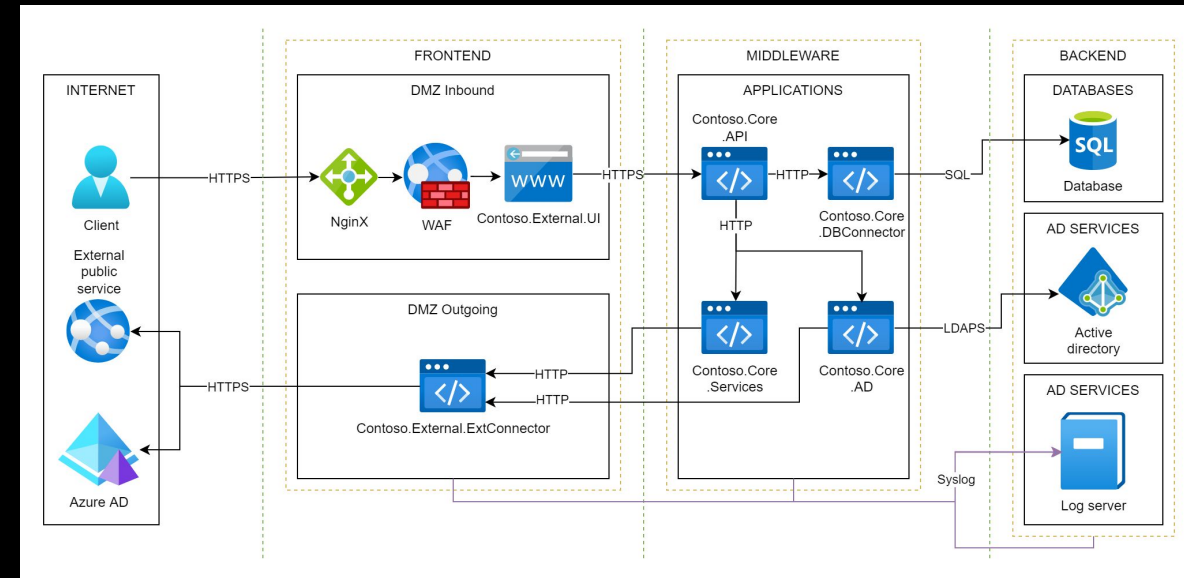 FRONTEND
MIDDLEWARE
BACKEND
INTERNET
DMZ Inbound
APPLICATIONS
DATABASES
Contoso.Core
.API
SQL
WWW
HTTPS
HTTPS
HTTP
SQL
Database
Client
NginX
WAF
Contoso.External.UI
Contoso.Core
.DBConnector
HTTP
AD SERVICES
External
public
service
DMZ Outgoing
LDAPS
Active
directory
HTTP
HTTP
Contoso.Core
.Services
Contoso.Core
.AD
HTTPS
AD SERVICES
Contoso.External.ExtConnector
Syslog
Azure AD
Log server